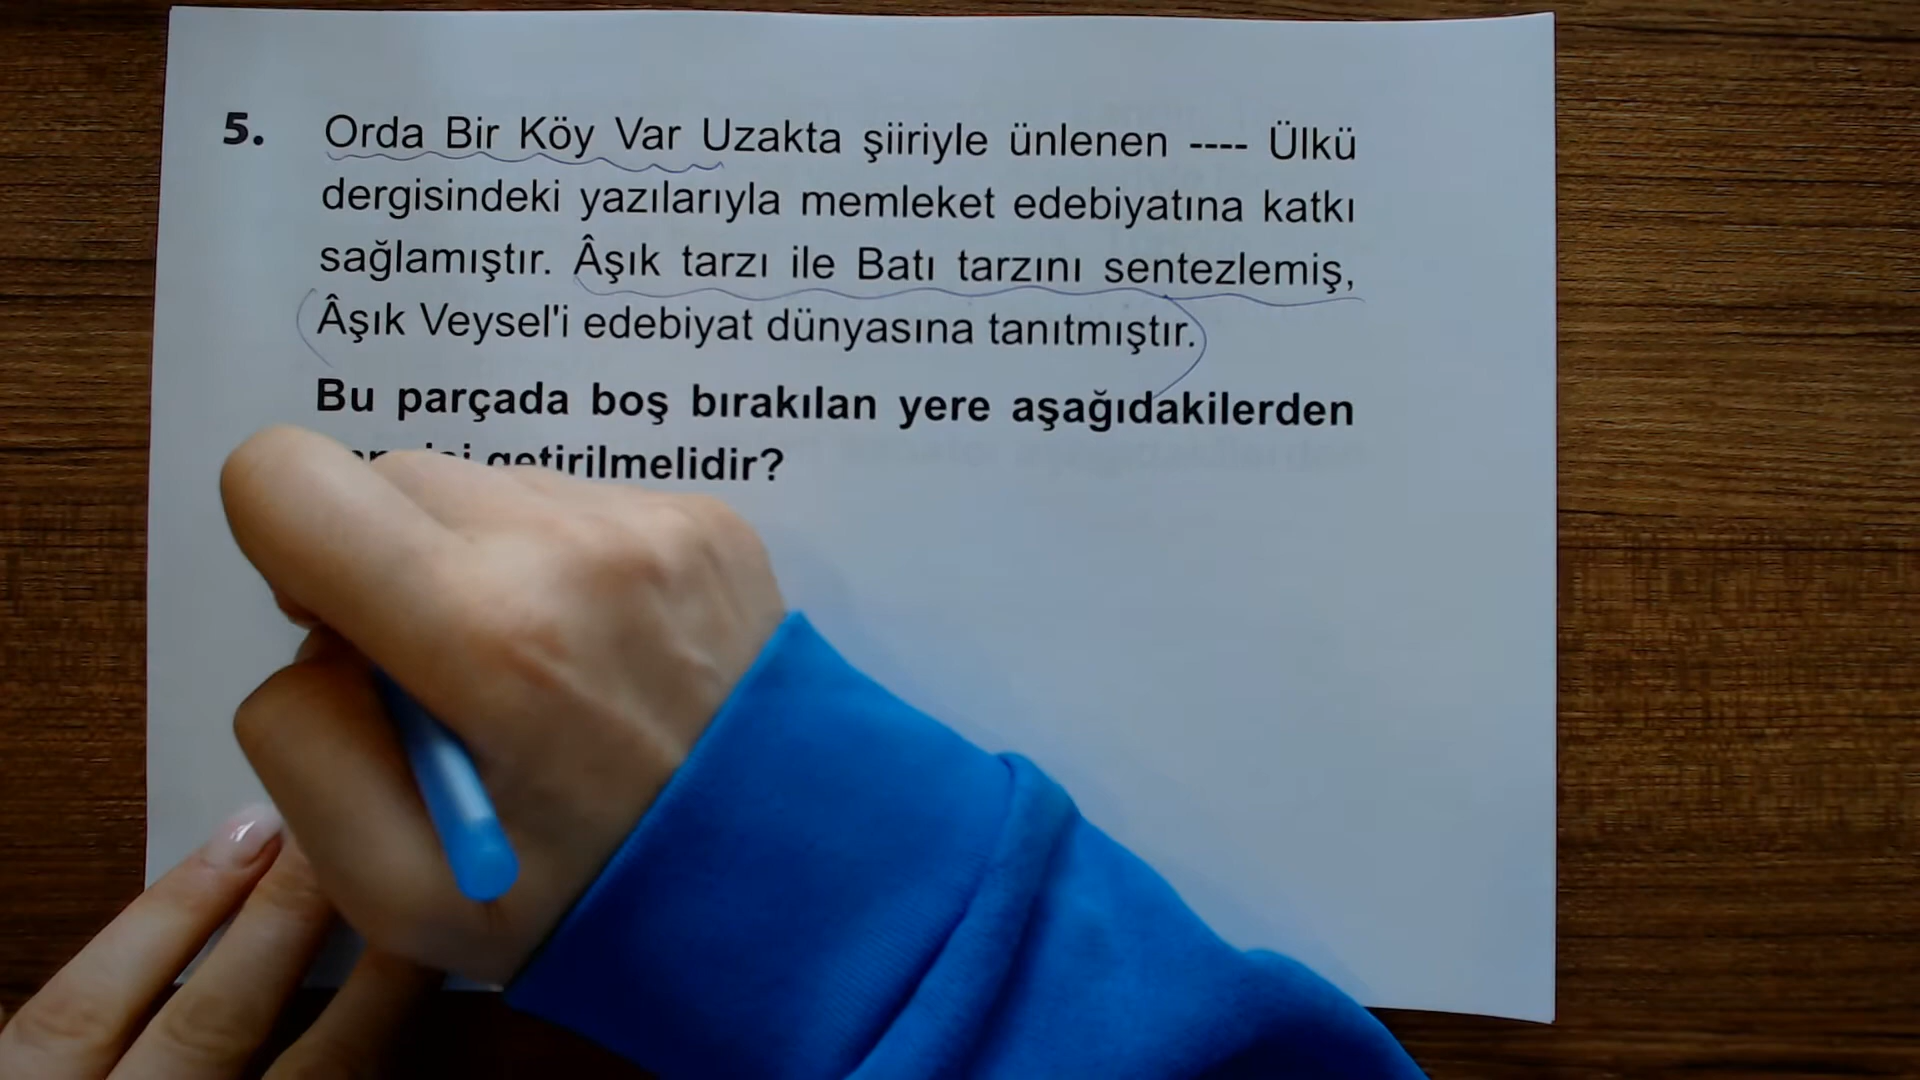 5. Orda Bir Köy Var Uzakta şiiriyle ünlenen ---- Ülkü
dergisindeki yazılarıyla memleket edebiyatına katkı
sağlamıştır. Âşık tarzı ile Batı tarzını sentezlemiş,
Âşık Veysel'i edebiyat dünyasına tanıtmıştır.
Bu parçada boş bırakılan yere aşağıdakilerden
getirilmelidir?